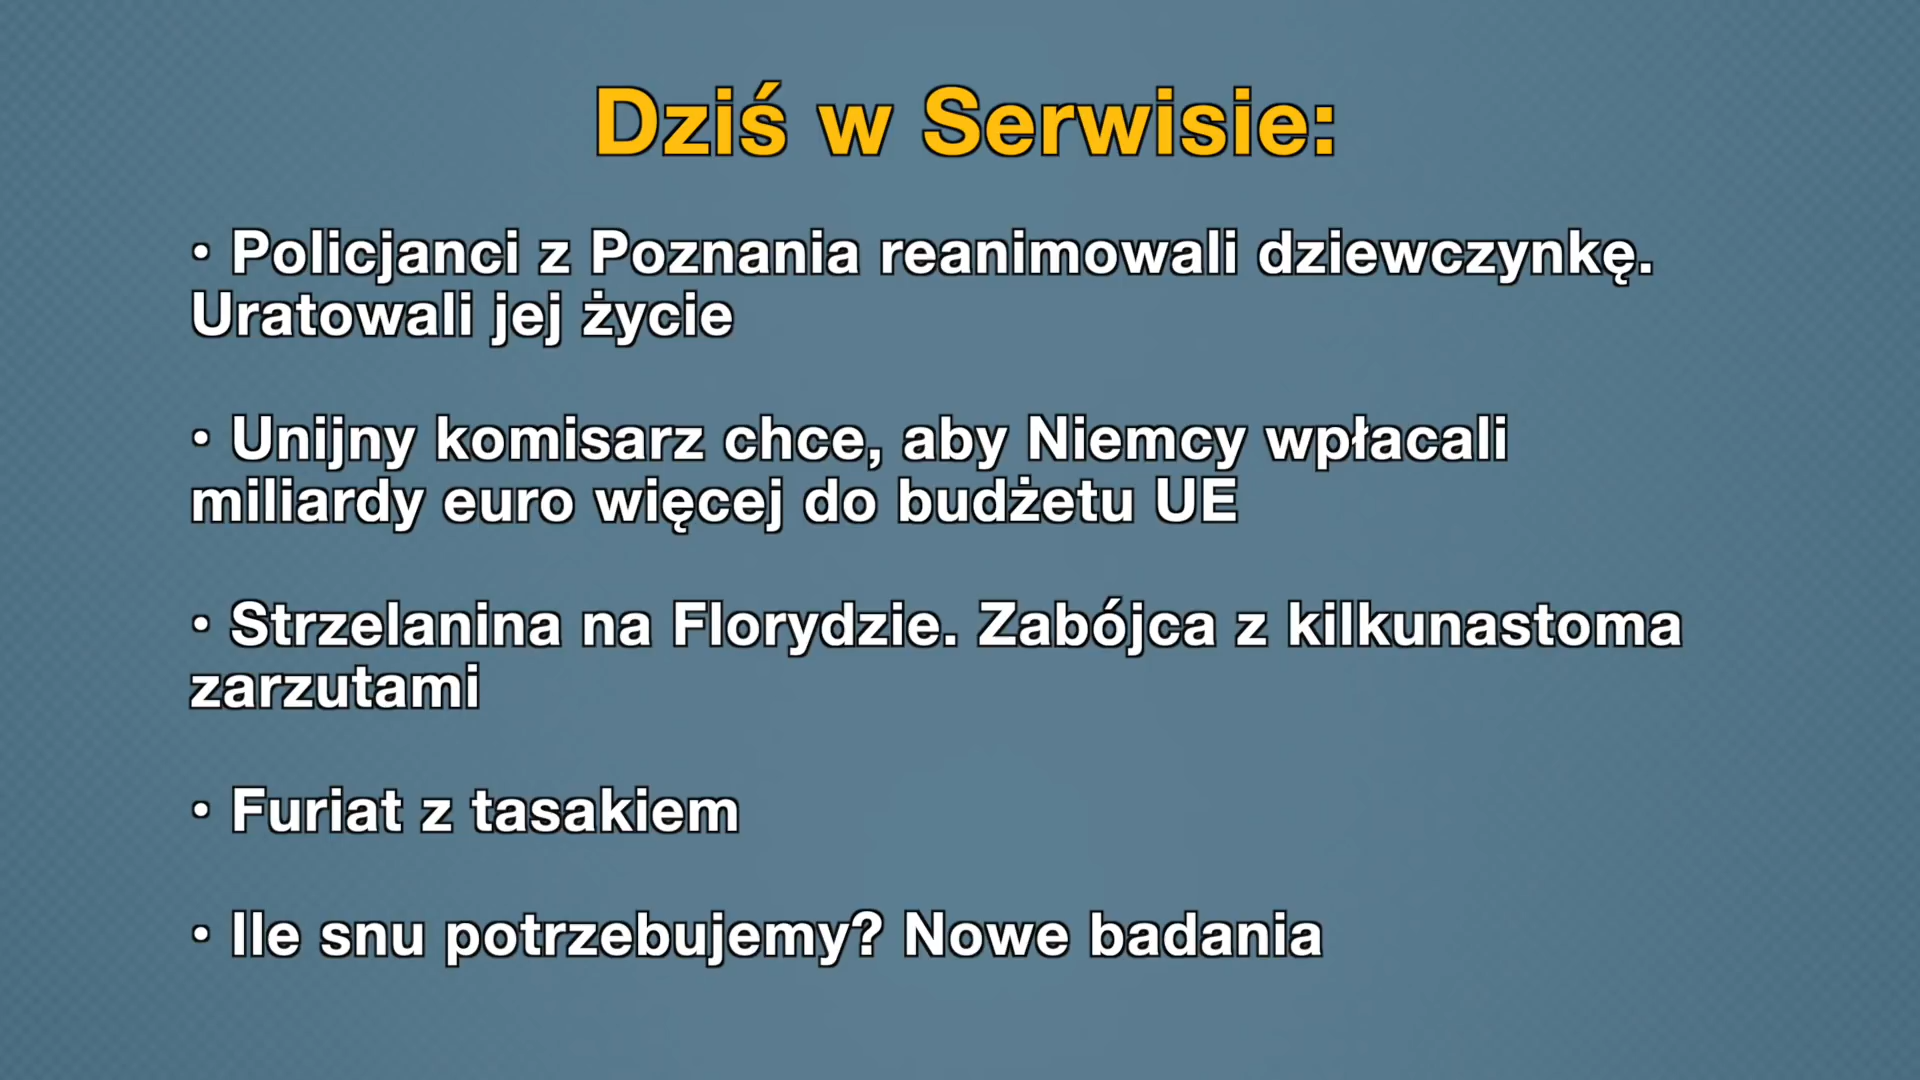 Dziś w Serwisie:
• Policjanci z Poznania reanimowali dziewczynkę.
Uratowali jej życie
• Unijny komisarz chce, aby Niemcy wpłacali
miliardy euro więcej do budżetu UE
• Strzelanina na Florydzie. Zabójca z kilkunastoma
zarzutami
• Furiat z tasakiem
• Ile snu potrzebujemy? Nowe badania